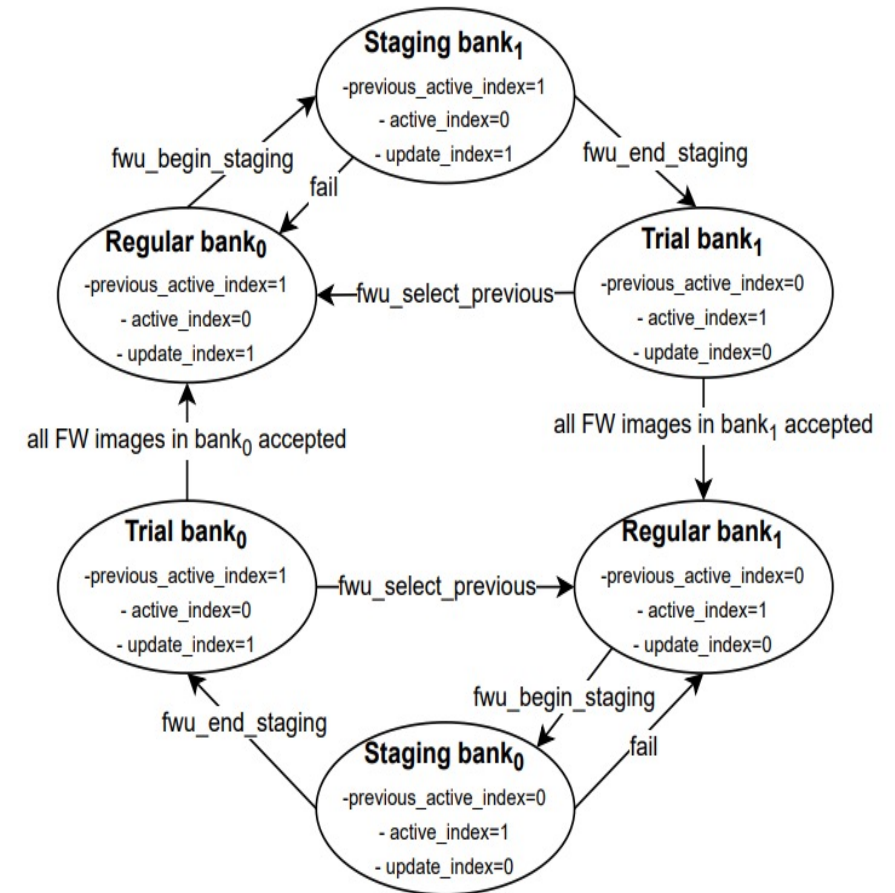 Staging bank₁
-previous_active_index=1
- active_index=0
- update_index=1
fwu_begin_staging
fwu_end_staging
fail
Regular bank₀
-previous_active_index=1
- active_index=0
- update_index=1
fwu_select_previous
Trial bank₁
-previous_active_index=0
- active_index=1
- update_index=0
all FW images in bank₀ accepted
all FW images in bank₁ accepted
Trial bank₀
-previous_active_index=1
- active_index=0
- update_index=1
fwu_select_previous
Regular bank₁
-previous_active_index=0
- active_index=1
- update_index=0
fwu_begin_staging
fwu_end_staging
fail
Staging bank₀
-previous_active_index=0
- active_index=1
- update_index=0